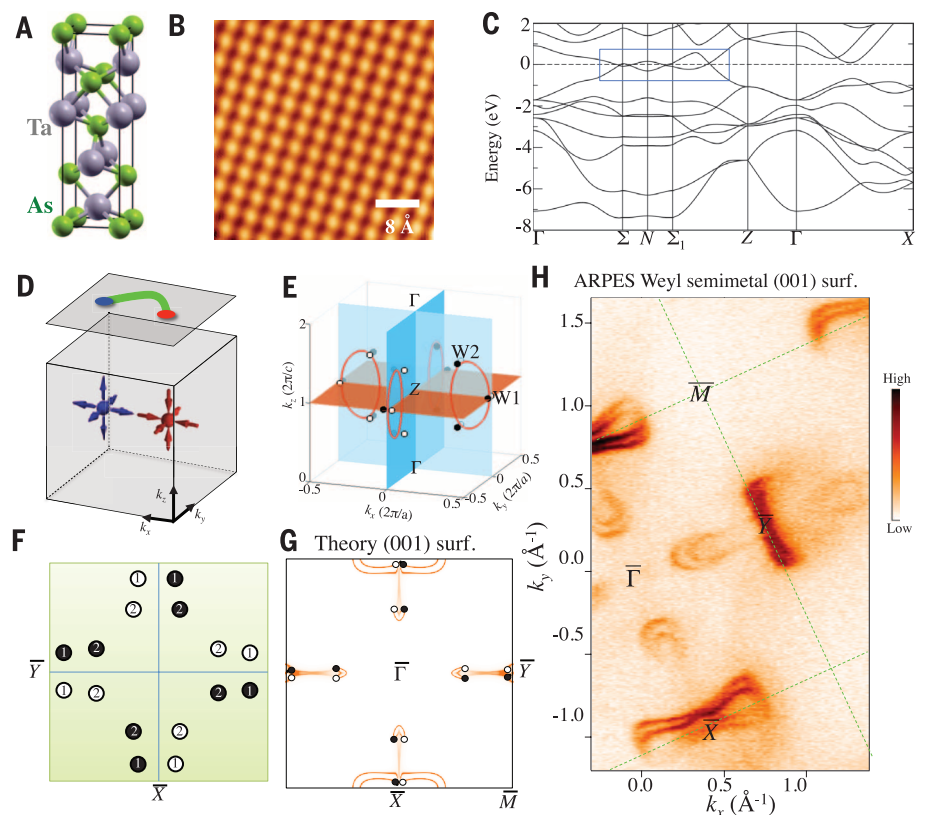 A
Ta
As
B
8 Å
C
Energy (eV)
0
-2
-4
-6
-8
Γ
Σ
N
Σ1
Z
Γ
X
D
kz
kx
ky
E
kz (2π/c)
2
1
0
Γ
W2
Z
W1
Γ
-0.5
0
0.5
kx (2π/a)
-0.5
0
0.5
ky (2π/a)
F
1 1
2 2
1 2 2 1
Y̅
1 2 2 1
2 2
1 1
X̅
G Theory (001) surf.
Γ̅
Y̅
X̅
M̅
H ARPES Weyl semimetal (001) surf.
1.5
1.0
0.5
0.0
-0.5
-1.0
ky (Å-1)
M̅
Y̅
Γ̅
X̅
0.0
1.0
kx (Å-1)
High
Low